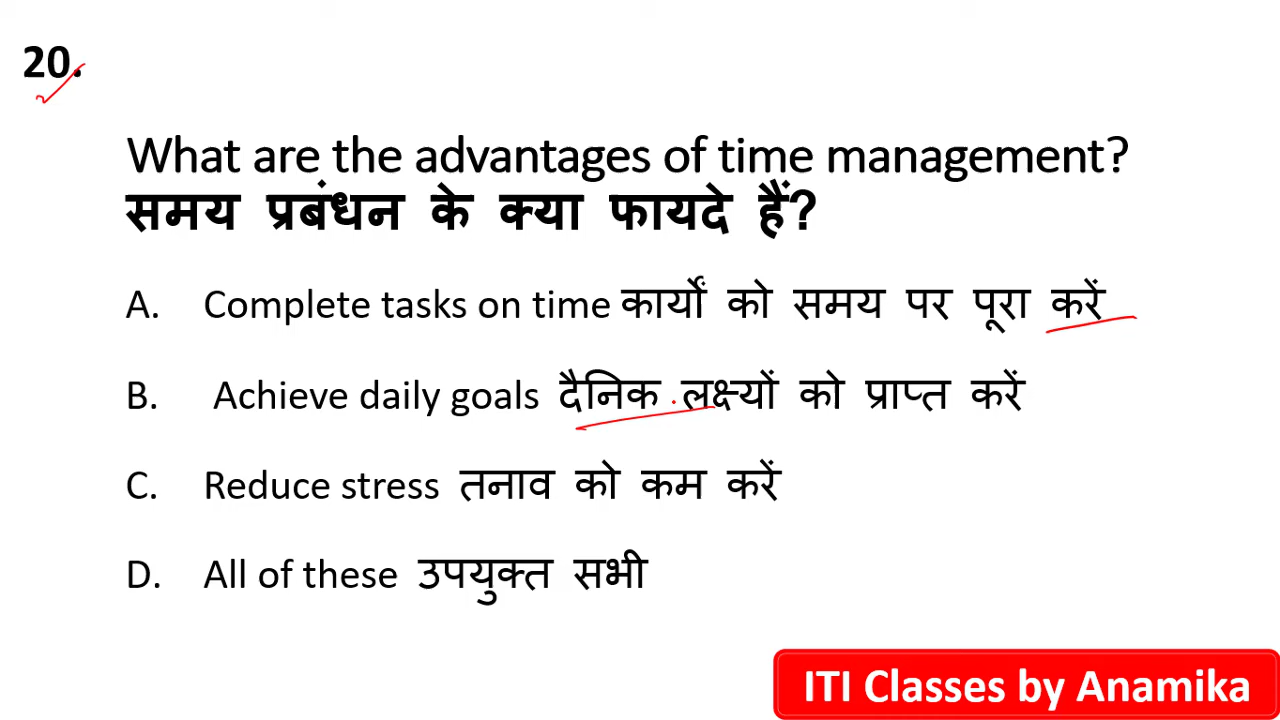 20.
What are the advantages of time management?
समय प्रबंधन के क्या फायदे हैं?
A. Complete tasks on time कार्यों को समय पर पूरा करें
B. Achieve daily goals दैनिक लक्ष्यों को प्राप्त करें
C. Reduce stress तनाव को कम करें
D. All of these उपयुक्त सभी
ITI Classes by Anamika